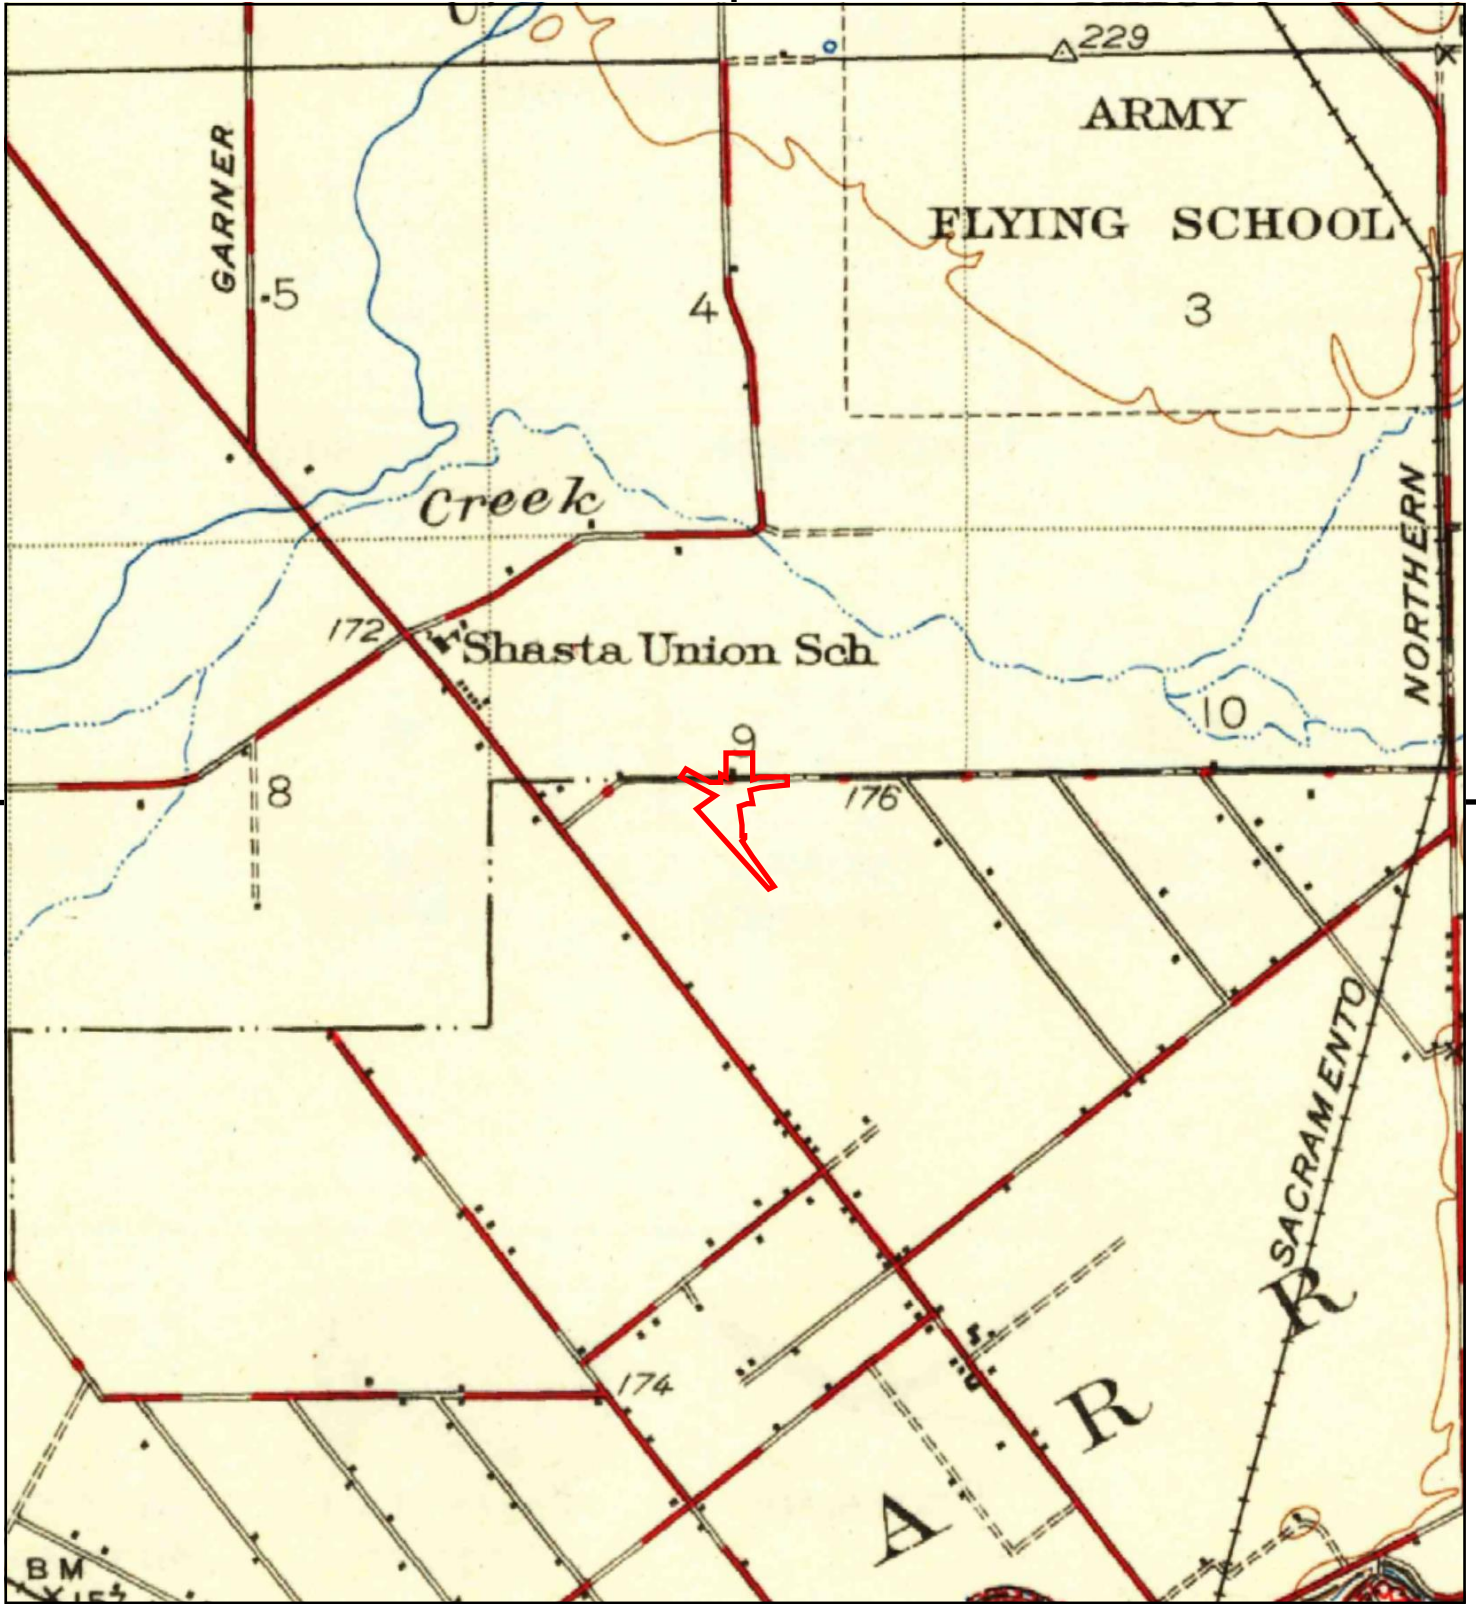 229
ARMY
GARNER
FLYING SCHOOL
5
4
3
Creek
NORTHERN
172
Shasta Union Sch
10
9
8
176
SACRAMENTO
R
R
174
A
BM